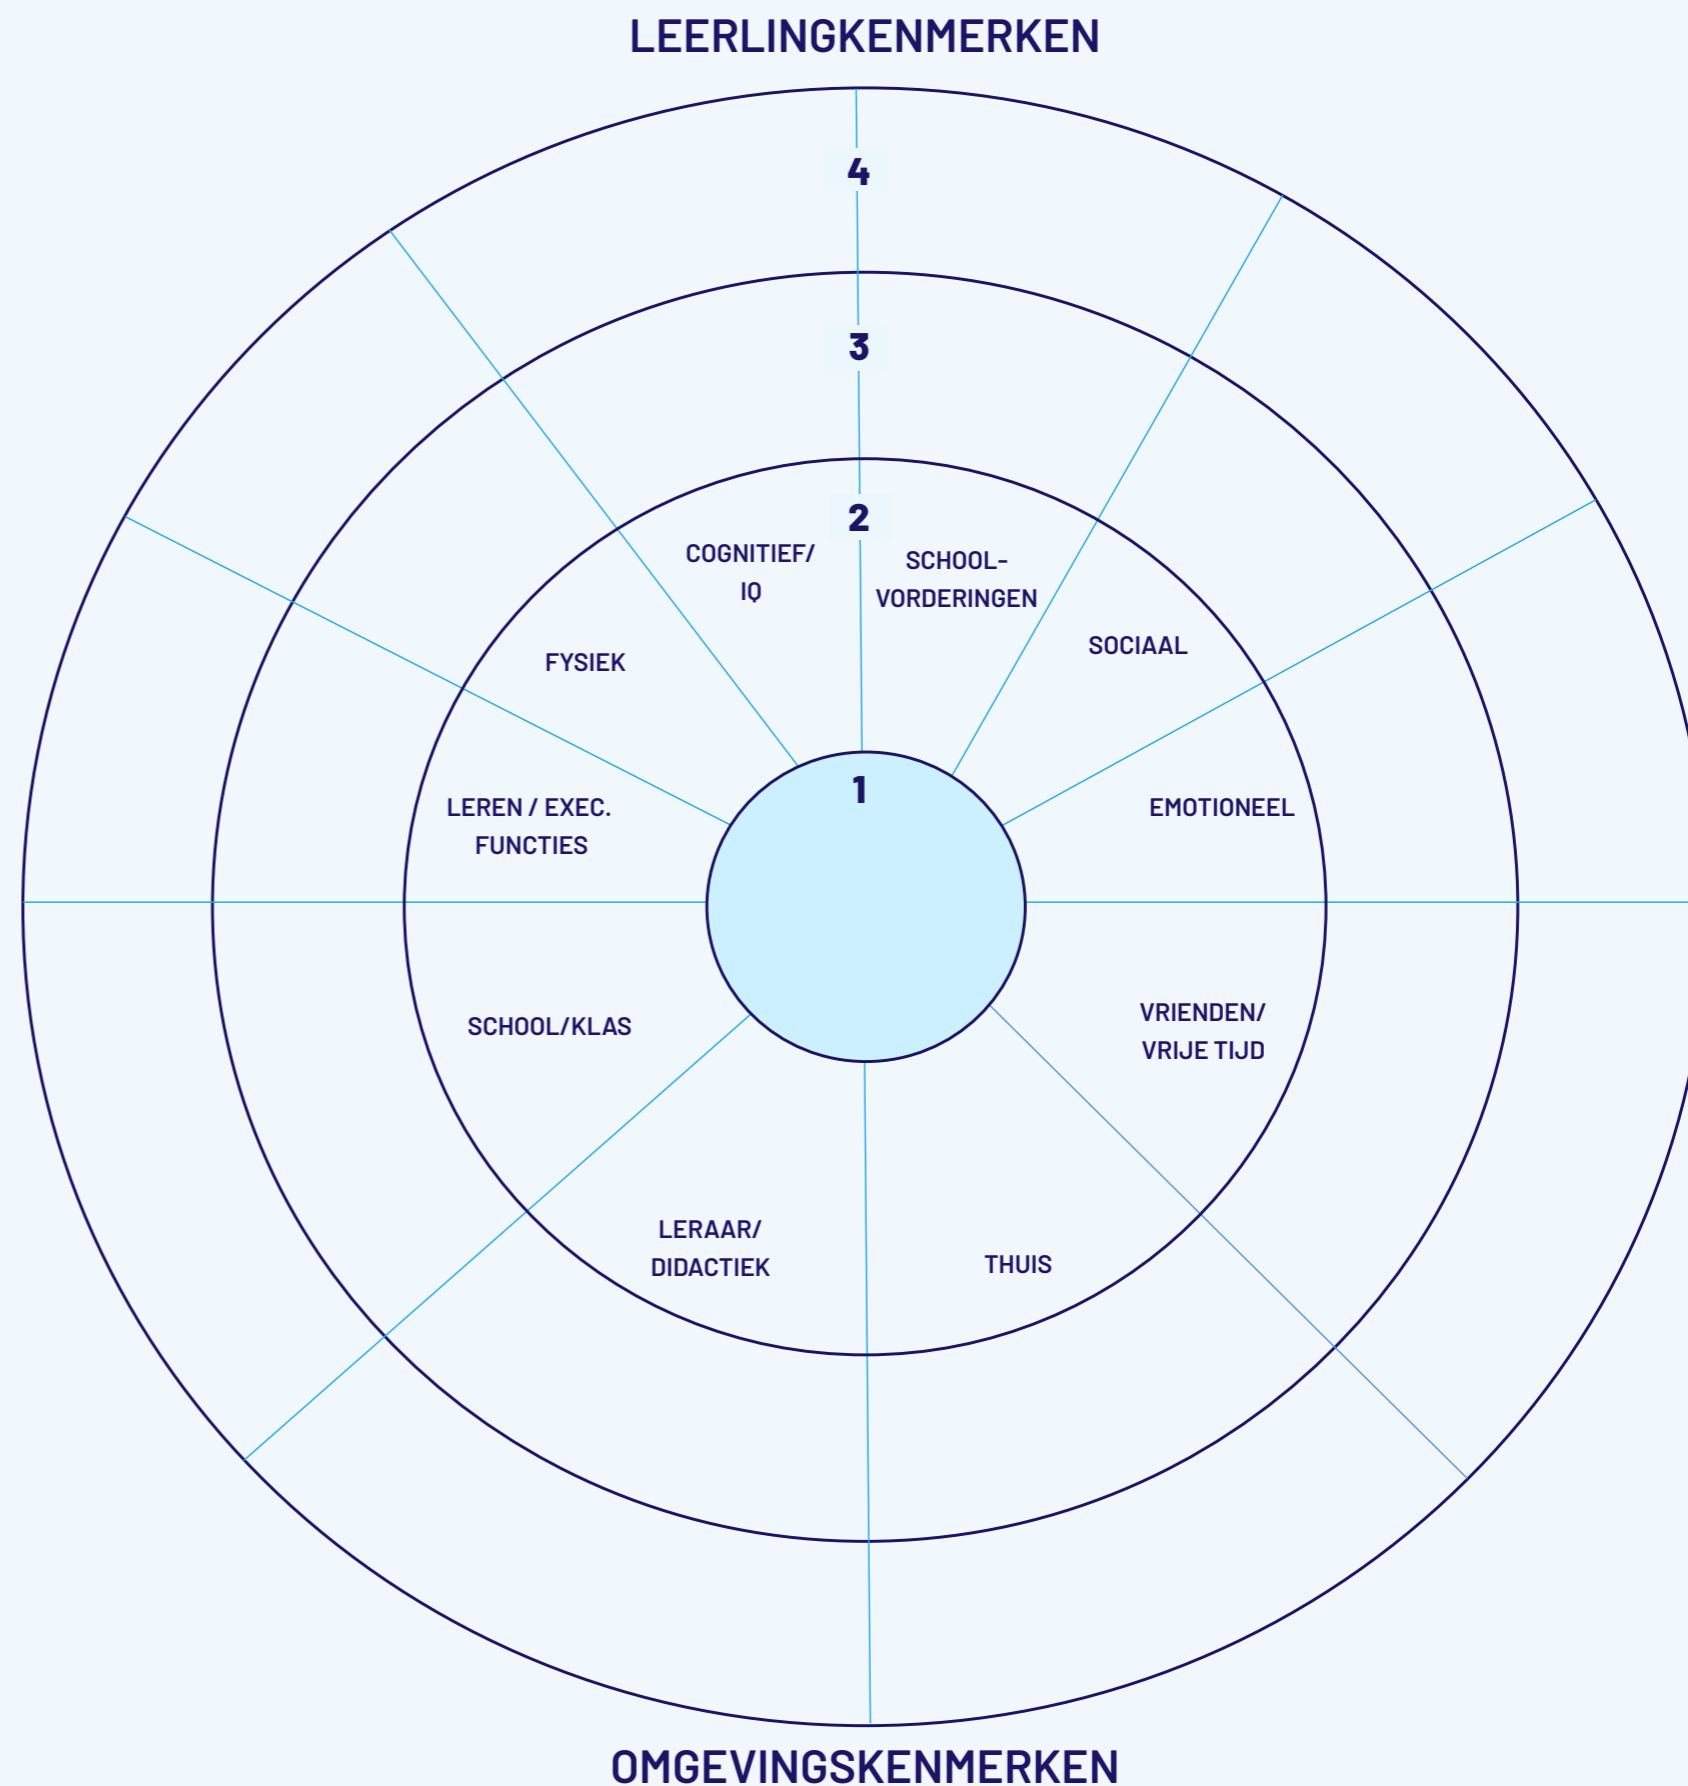 LEERLINGKENMERKEN
4
3
2
COGNITIEF/
IQ
SCHOOL-
VORDERINGEN
SOCIAAL
FYSIEK
1
LEREN / EXEC.
FUNCTIES
EMOTIONEEL
SCHOOL/KLAS
VRIENDEN/
VRIJE TIJD
LERAAR/
DIDACTIEK
THUIS
OMGEVINGSKENMERKEN